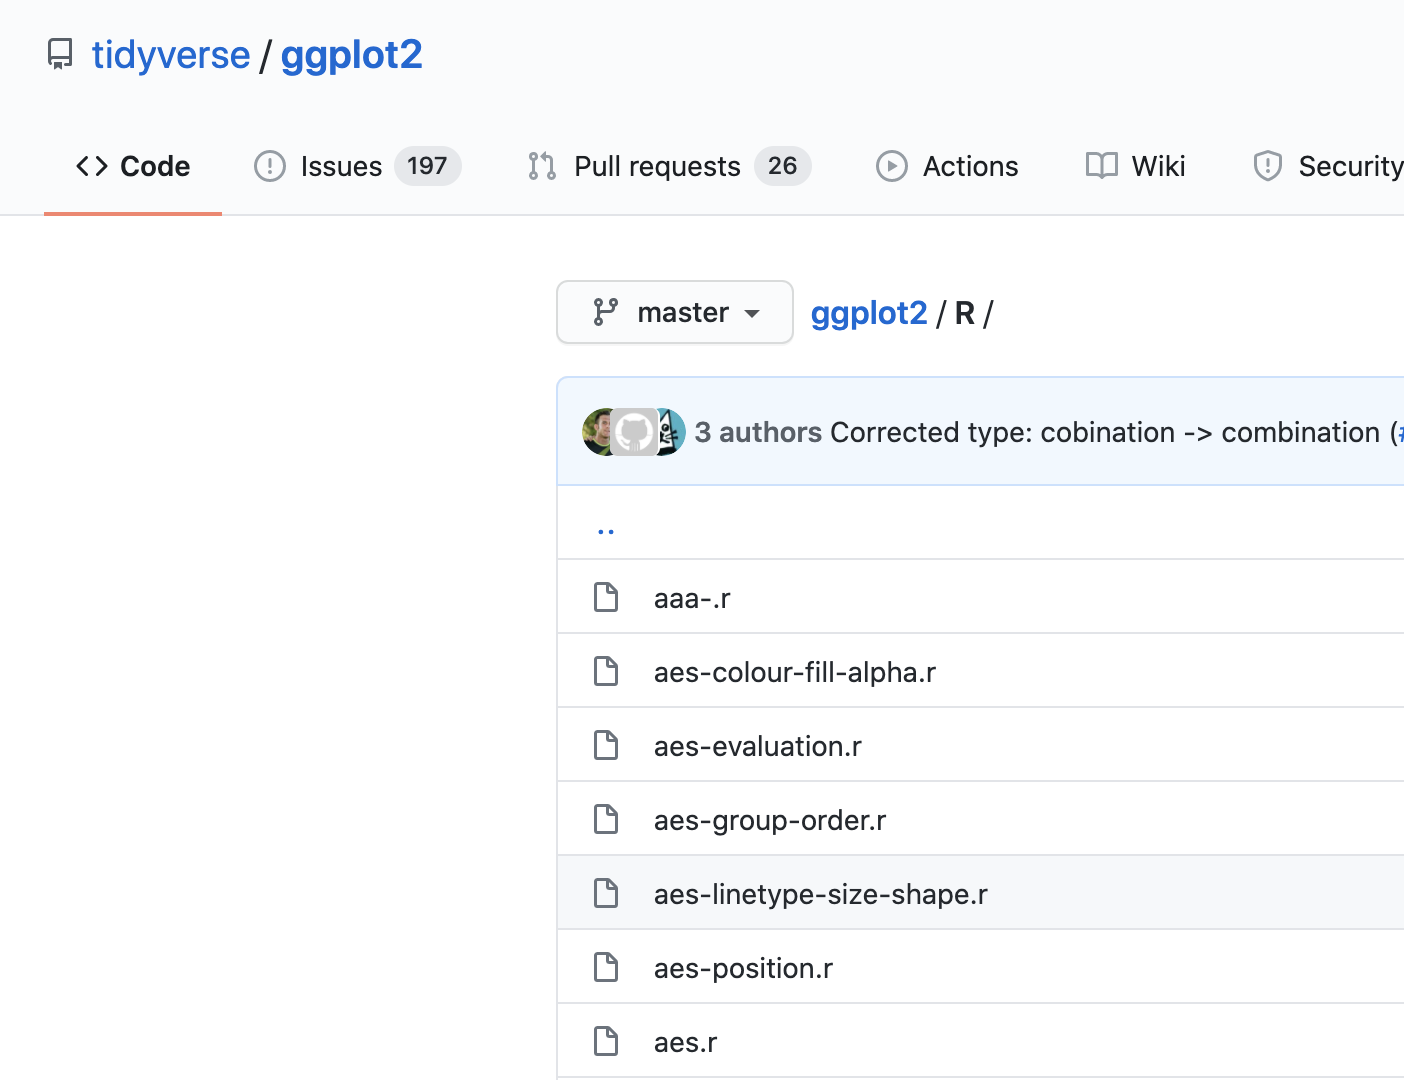 tidyverse / ggplot2
Code Issues 197 Pull requests 26 Actions Wiki Security
master ggplot2 / R /
3 authors Corrected type: cobination -> combination (#
..
aaa-.r
aes-colour-fill-alpha.r
aes-evaluation.r
aes-group-order.r
aes-linetype-size-shape.r
aes-position.r
aes.r